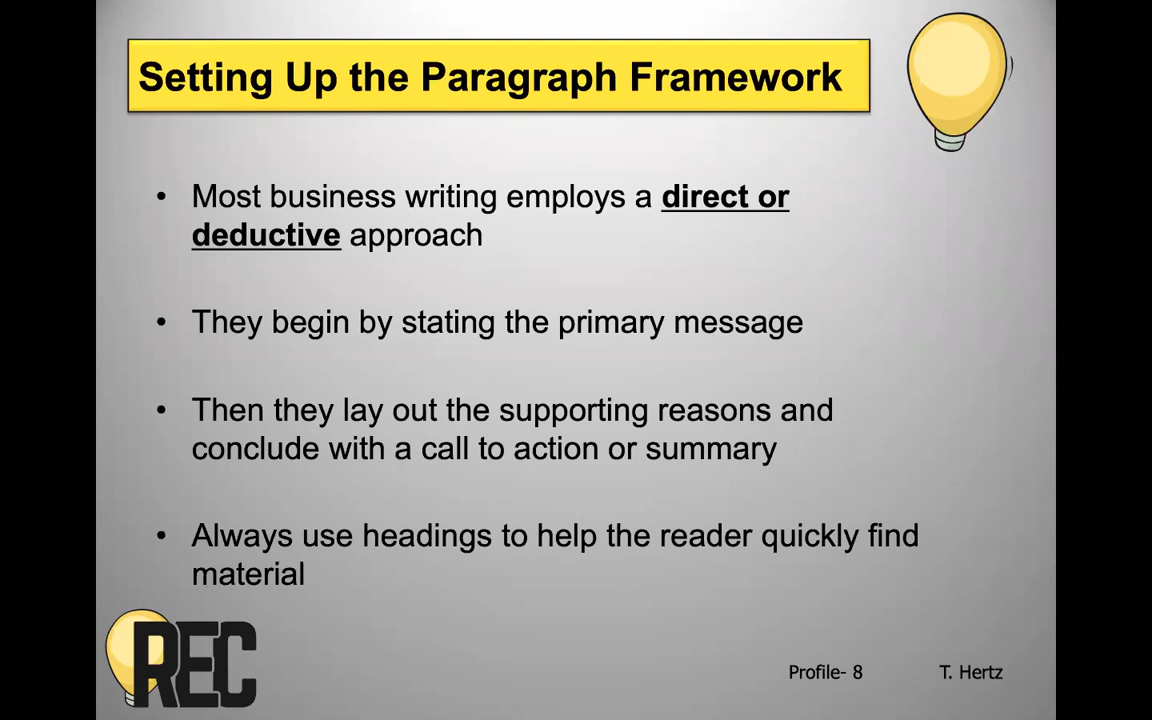 Setting Up the Paragraph Framework
• Most business writing employs a direct or
deductive approach
• They begin by stating the primary message
• Then they lay out the supporting reasons and
conclude with a call to action or summary
• Always use headings to help the reader quickly find
material
REC
Profile- 8 T. Hertz